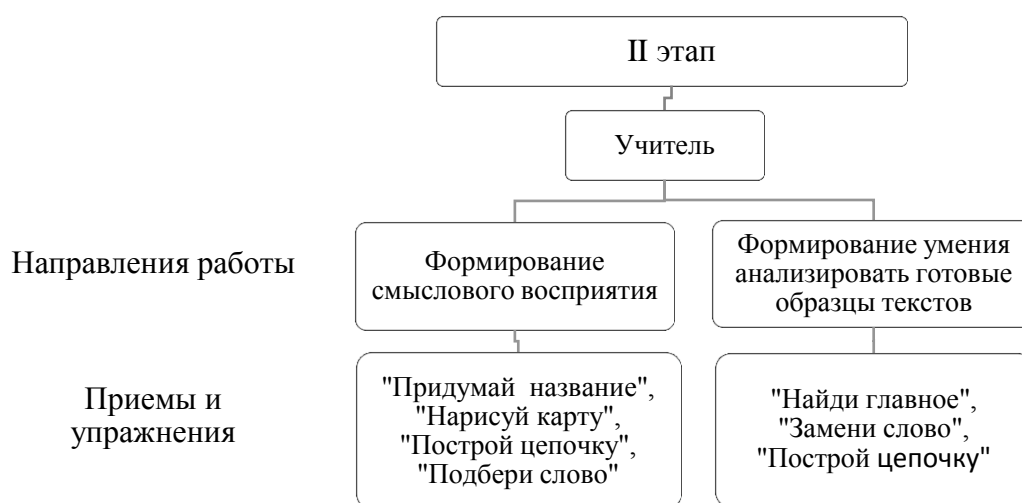 II этап
Учитель
Направления работы
Формирование
смыслового восприятия
Формирование умения
анализировать готовые
образцы текстов
Приемы и
упражнения
"Придумай название",
"Нарисуй карту",
"Построй цепочку",
"Подбери слово"
"Найди главное",
"Замени слово",
"Построй цепочку"